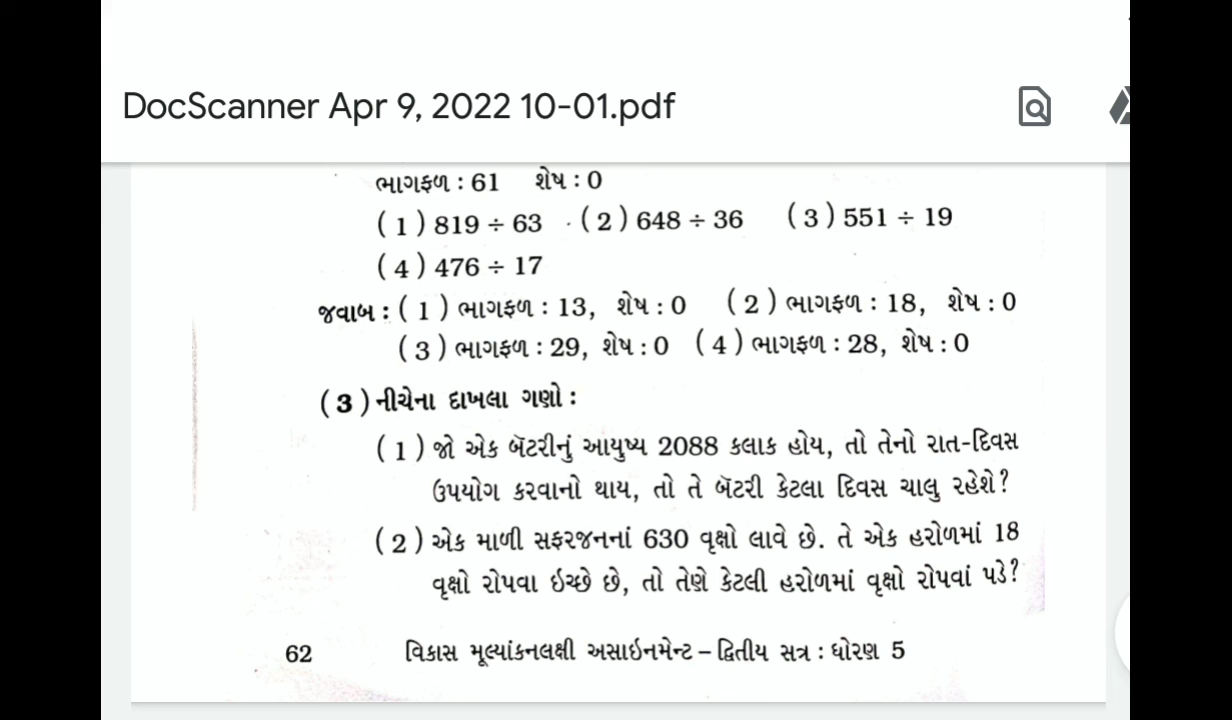 DocScanner Apr 9, 2022 10-01.pdf
ભાગફળ : 61 શેષ : 0
( 1 ) 819 ÷ 63 ( 2 ) 648 ÷ 36 ( 3 ) 551 ÷ 19
( 4 ) 476 ÷ 17
જવાબ : ( 1 ) ભાગફળ : 13, શેષ : 0 ( 2 ) ભાગફળ : 18, શેષ : 0
( 3 ) ભાગફળ : 29, શેષ : 0 ( 4 ) ભાગફળ : 28, શેષ : 0
( 3 ) નીચેના દાખલા ગણો :
( 1 ) જો એક બૅટરીનું આયુષ્ય 2088 કલાક હોય, તો તેનો રાત-દિવસ
ઉપયોગ કરવાનો થાય, તો તે બૅટરી કેટલા દિવસ ચાલુ રહેશે?
( 2 ) એક માળી સફરજનનાં 630 વૃક્ષો લાવે છે. તે એક હરોળમાં 18
વૃક્ષો રોપવા ઇચ્છે છે, તો તેણે કેટલી હરોળમાં વૃક્ષો રોપવાં પડે?
62 વિકાસ મૂલ્યાંકનલક્ષી અસાઇનમેન્ટ – દ્વિતીય સત્ર : ધોરણ 5